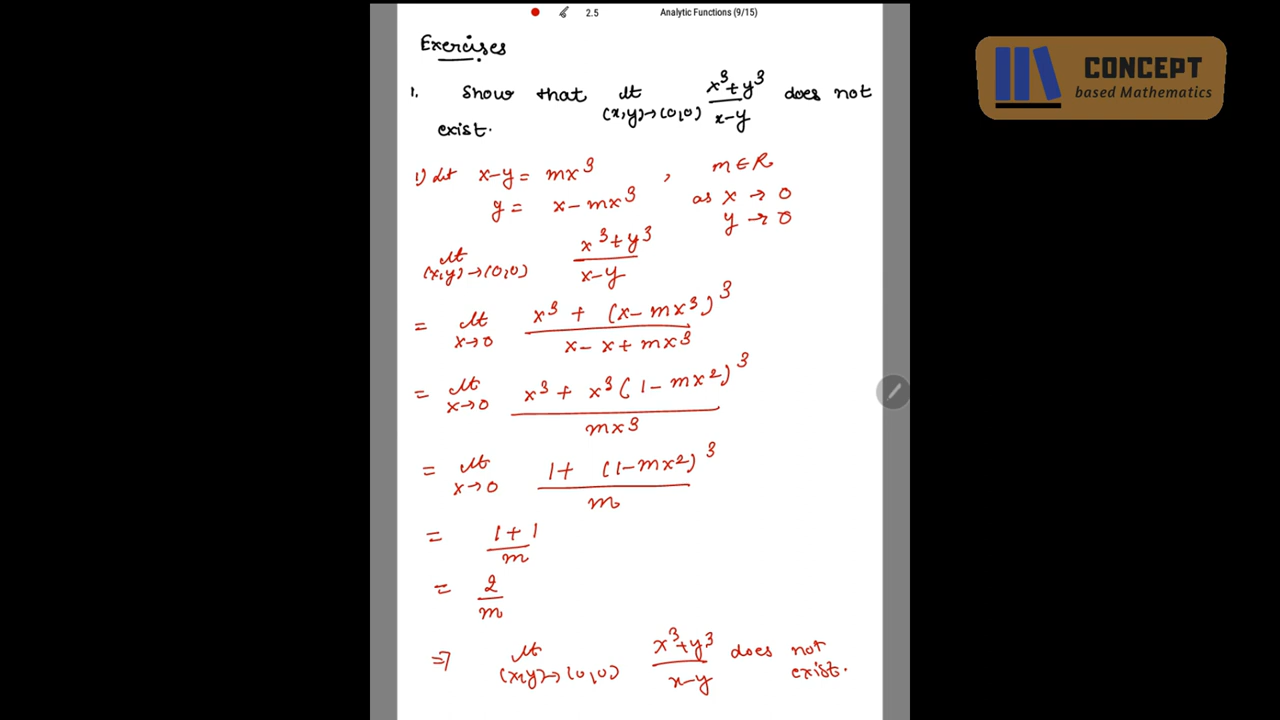 2.5 Analytic Functions (9/15)
CONCEPT
based Mathematics
Exercises
1. Show that lt (x,y)→(0,0) x³+y³/x-y does not
exist.
1) Let x-y = mx³ , m ∈ R
y = x - mx³ as x → 0
y → 0
lt (x,y)→(0,0) x³+y³/x-y
= lt x→0 x³ + (x - mx³)³/x - x + mx³
= lt x→0 x³ + x³(1 - mx²)³/mx³
= lt x→0 1 + (1 - mx²)³/m
= 1+1/m
= 2/m
⇒ lt (x,y)→(0,0) x³+y³/x-y does not
exist.